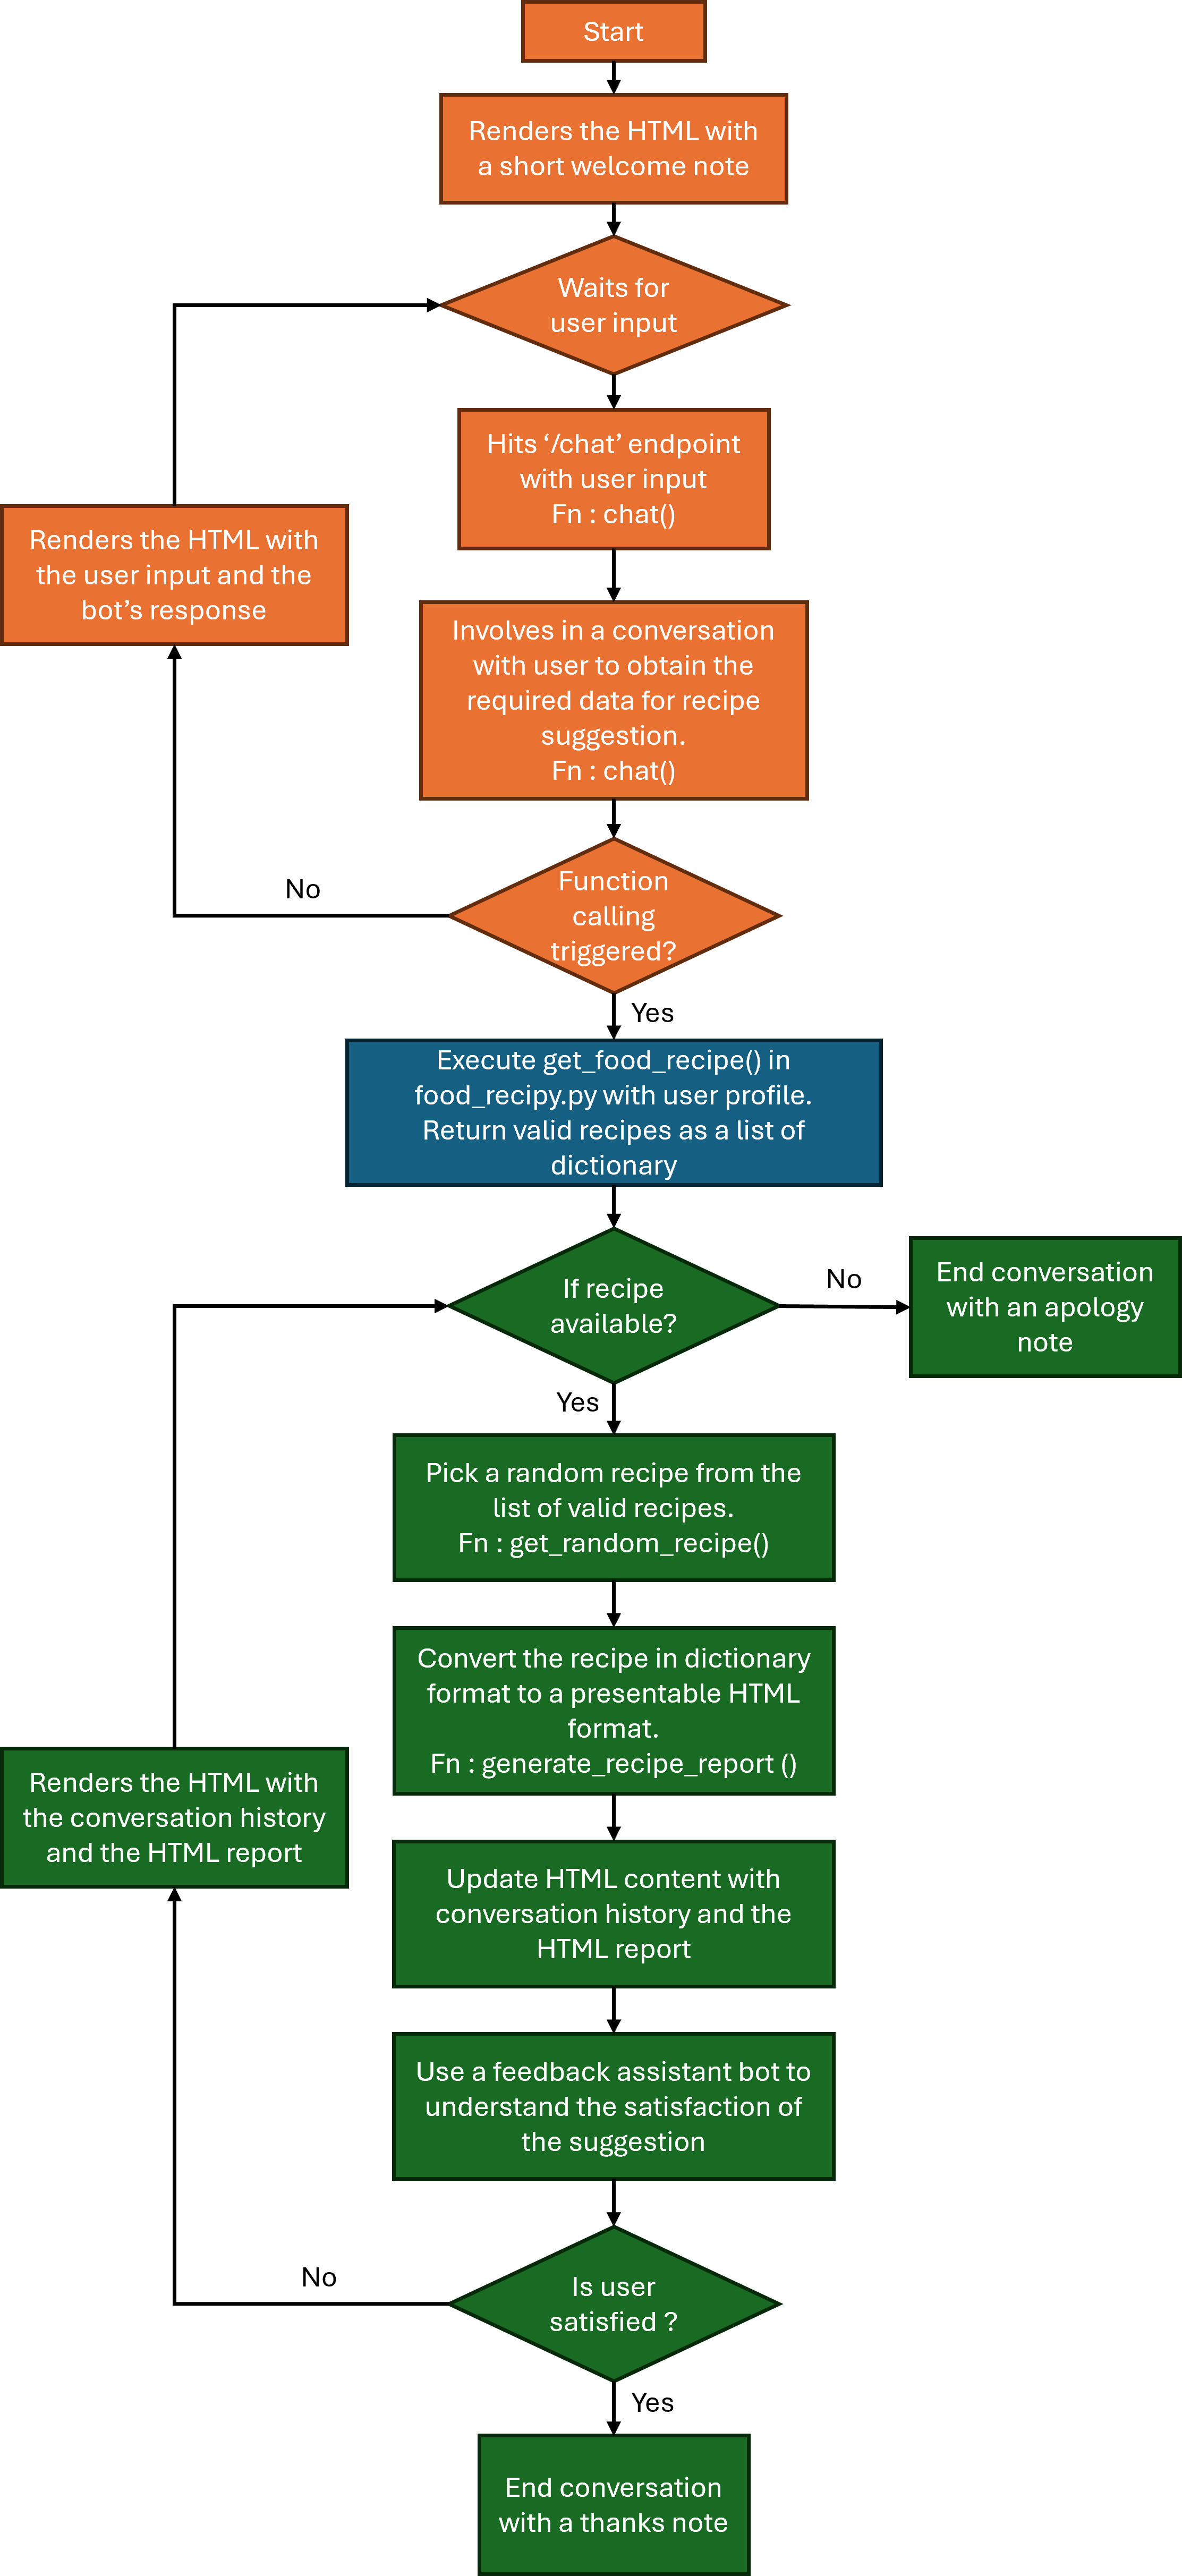 Start
Renders the HTML with
a short welcome note
Waits for
user input
Hits ‘/chat’ endpoint
with user input
Fn : chat()
Renders the HTML with
the user input and the
bot’s response
Involves in a conversation
with user to obtain the
required data for recipe
suggestion.
Fn : chat()
Function
calling
triggered?
No
Yes
Execute get_food_recipe() in
food_recipy.py with user profile.
Return valid recipes as a list of
dictionary
If recipe
available?
No
End conversation
with an apology
note
Yes
Pick a random recipe from the
list of valid recipes.
Fn : get_random_recipe()
Convert the recipe in dictionary
format to a presentable HTML
format.
Fn : generate_recipe_report ()
Renders the HTML with
the conversation history
and the HTML report
Update HTML content with
conversation history and the
HTML report
Use a feedback assistant bot to
understand the satisfaction of
the suggestion
No
Is user
satisfied ?
Yes
End conversation
with a thanks note